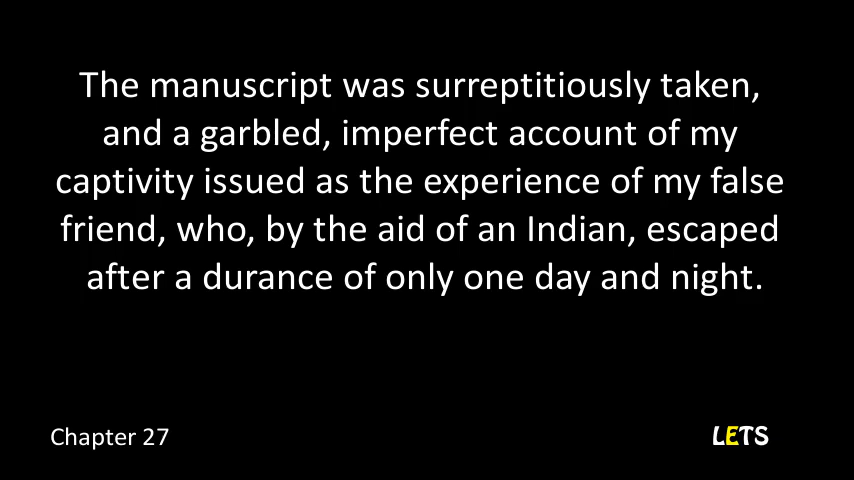 The manuscript was surreptitiously taken,
and a garbled, imperfect account of my
captivity issued as the experience of my false
friend, who, by the aid of an Indian, escaped
after a durance of only one day and night.
Chapter 27
LETS